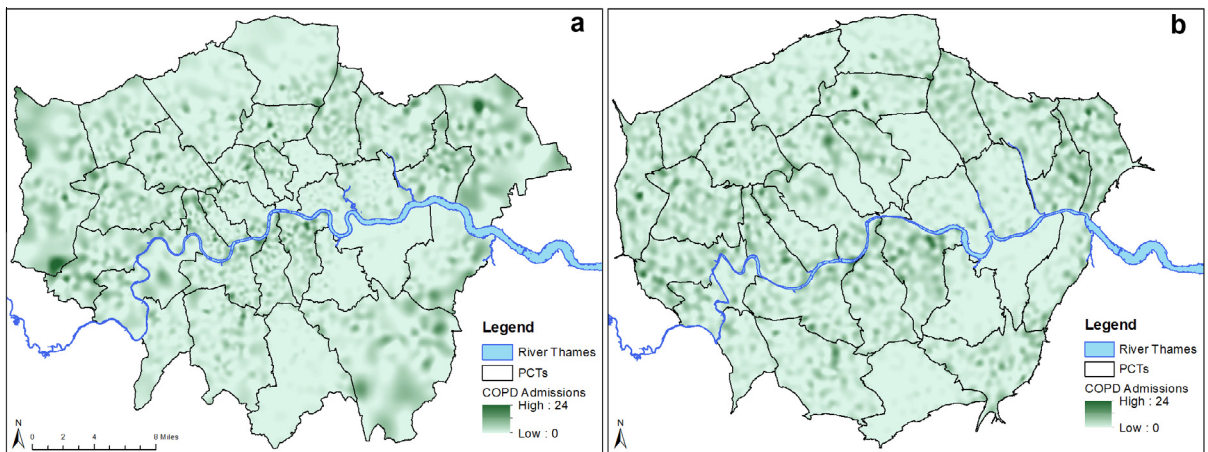 a
Legend
River Thames
PCTs
COPD Admissions
High : 24
Low : 0
N
0 2 4 6 8 Miles
b
Legend
River Thames
PCTs
COPD Admissions
High : 24
Low : 0
N